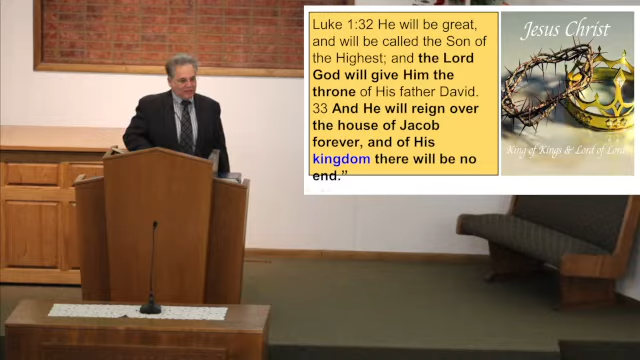 Luke 1:32 He will be great,
and will be called the Son of
the Highest; and the Lord
God will give Him the
throne of His father David.
33 And He will reign over
the house of Jacob
forever, and of His
kingdom there will be no
end.”
Jesus Christ
King of Kings & Lord of Lords